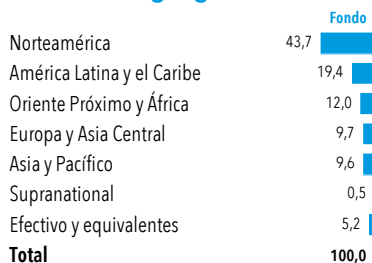 Fondo
Norteamérica 43,7
América Latina y el Caribe 19,4
Oriente Próximo y África 12,0
Europa y Asia Central 9,7
Asia y Pacífico 9,6
Supranational 0,5
Efectivo y equivalentes 5,2
Total 100,0